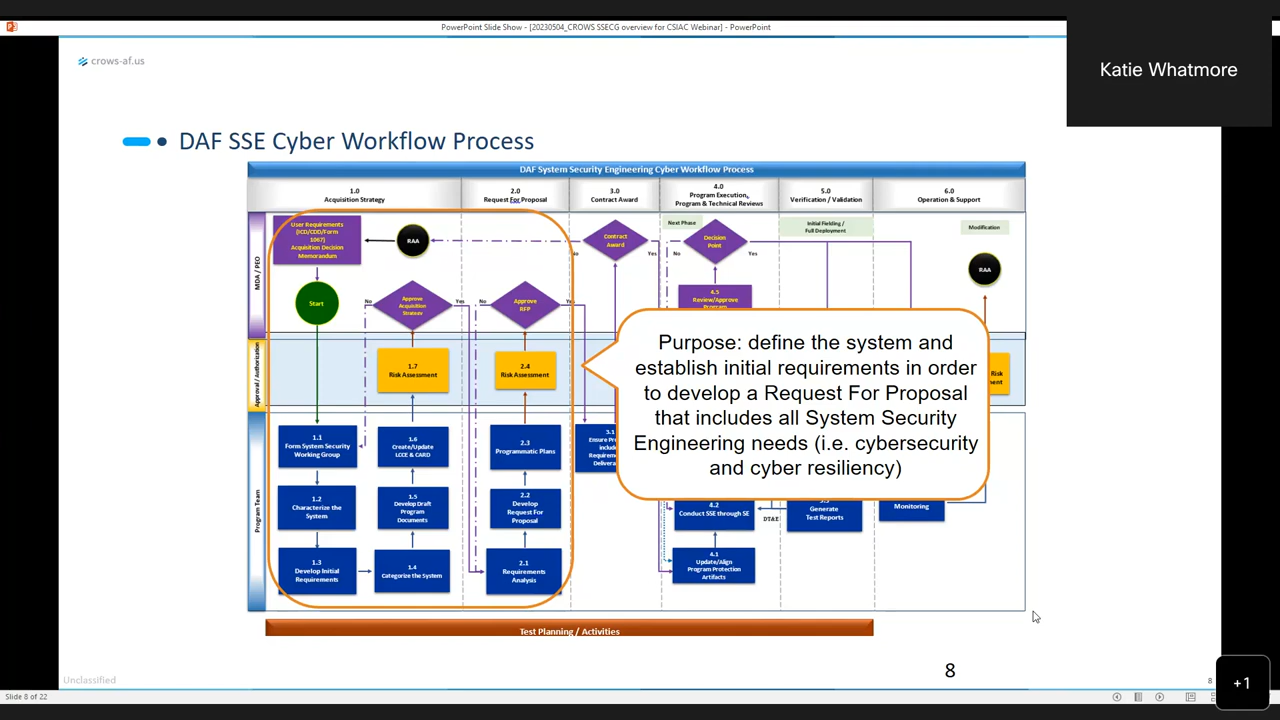 PowerPoint Slide Show - [20230504_CROWS SSECG overview for CSIAC Webinar] - PowerPoint
Katie Whatmore
crows-af.us
DAF SSE Cyber Workflow Process
DAF System Security Engineering Cyber Workflow Process
1.0
Acquisition Strategy
2.0
Request For Proposal
3.0
Contract Award
4.0
Program Execution,
Program & Technical Reviews
5.0
Verification / Validation
6.0
Operation & Support
MDA / PEO
User Requirements
(ICD/CDD/Form
1067)
Acquisition Decision
Memorandum
RAA
Contract
Award
No
Yes
Next Phase
Decision
Point
No
Yes
Initial Fielding /
Full Deployment
Modification
RAA
Start
No
Approve
Acquisition
Strategy
Yes
No
Approve
RFP
4.5
Review/Approve
Program
Approval / Authorization
1.7
Risk Assessment
2.4
Risk Assessment
Risk
Purpose: define the system and
establish initial requirements in order
to develop a Request For Proposal
that includes all System Security
Engineering needs (i.e. cybersecurity
and cyber resiliency)
Program Team
1.1
Form System Security
Working Group
1.6
Create/Update
LCCE & CARD
2.3
Programmatic Plans
3.1
1.2
Characterize the
System
1.5
Develop Draft
Program
Documents
2.2
Develop
Request For
Proposal
4.2
Conduct SSE through SE
DT&E
Generate
Test Reports
Monitoring
1.3
Develop Initial
Requirements
1.4
Categorize the System
2.1
Requirements
Analysis
4.1
Update/Align
Program Protection
Artifacts
Test Planning / Activities
Unclassified
8
8
+1
Slide 8 of 22